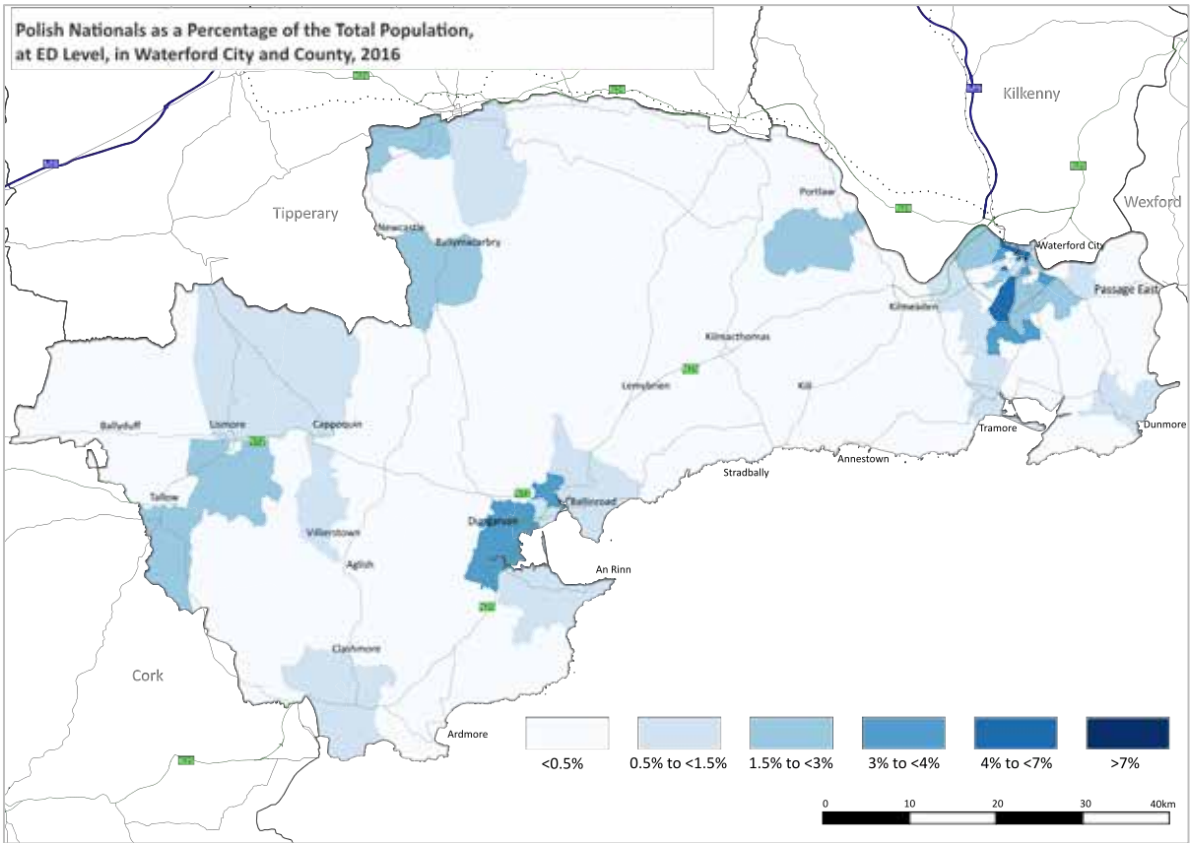 Polish Nationals as a Percentage of the Total Population,
at ED Level, in Waterford City and County, 2016
Kilkenny
Wexford
Tipperary
Portlaw
Newcastle
Ballymacarbry
Waterford City
Passage East
Kilmeaden
Kilmacthomas
Lemybrien
Kill
Ballyduff
Lismore
Cappoquin
Tramore
Dunmore
Annestown
Stradbally
Tallow
Ballinroad
Dungarvan
Villierstown
Aglish
An Rinn
Clashmore
Cork
Ardmore
<0.5%
0.5% to <1.5%
1.5% to <3%
3% to <4%
4% to <7%
>7%
0 10 20 30 40km